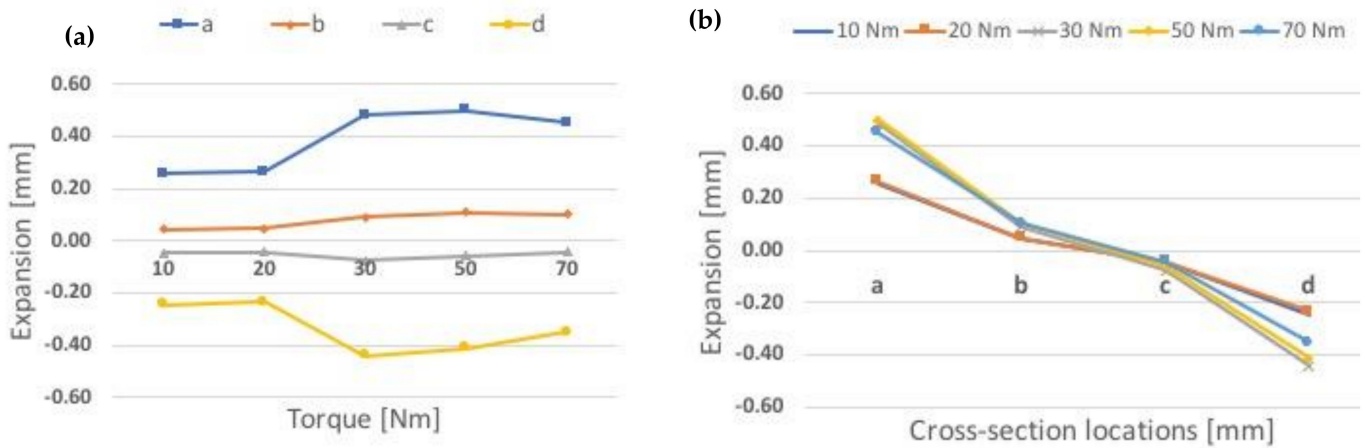 (a)
a b c d
0.60
0.40
0.20
0.00
-0.20
-0.40
-0.60
10 20 30 50 70
Expansion [mm]
Torque [Nm]
(b)
10 Nm 20 Nm 30 Nm 50 Nm 70 Nm
0.60
0.40
0.20
0.00
-0.20
-0.40
-0.60
a b c d
Expansion [mm]
Cross-section locations [mm]